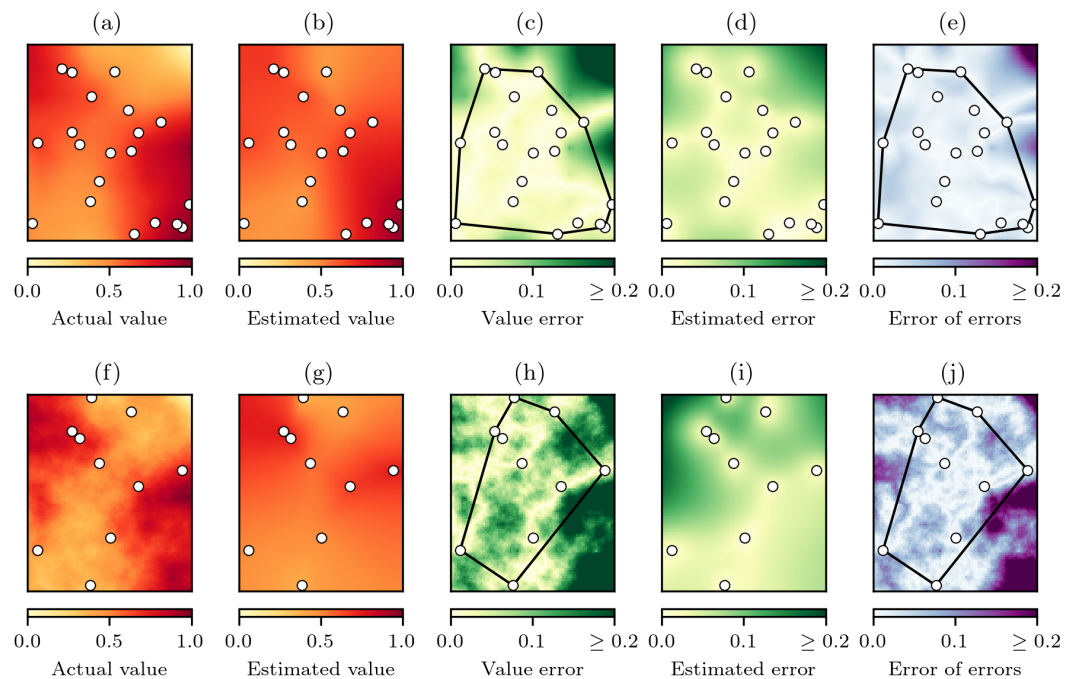 (a) (b) (c) (d) (e)
0.0 0.5 1.0 0.0 0.5 1.0 0.0 0.1 ≥ 0.2 0.0 0.1 ≥ 0.2 0.0 0.1 ≥ 0.2
Actual value Estimated value Value error Estimated error Error of errors
(f) (g) (h) (i) (j)
0.0 0.5 1.0 0.0 0.5 1.0 0.0 0.1 ≥ 0.2 0.0 0.1 ≥ 0.2 0.0 0.1 ≥ 0.2
Actual value Estimated value Value error Estimated error Error of errors